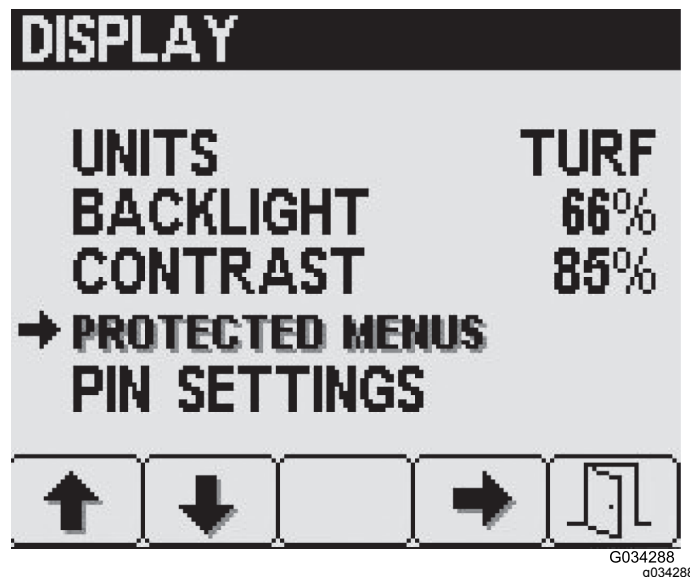 DISPLAY
UNITS TURF
BACKLIGHT 66%
CONTRAST 85%
PROTECTED MENUS
PIN SETTINGS
G034288
g034288